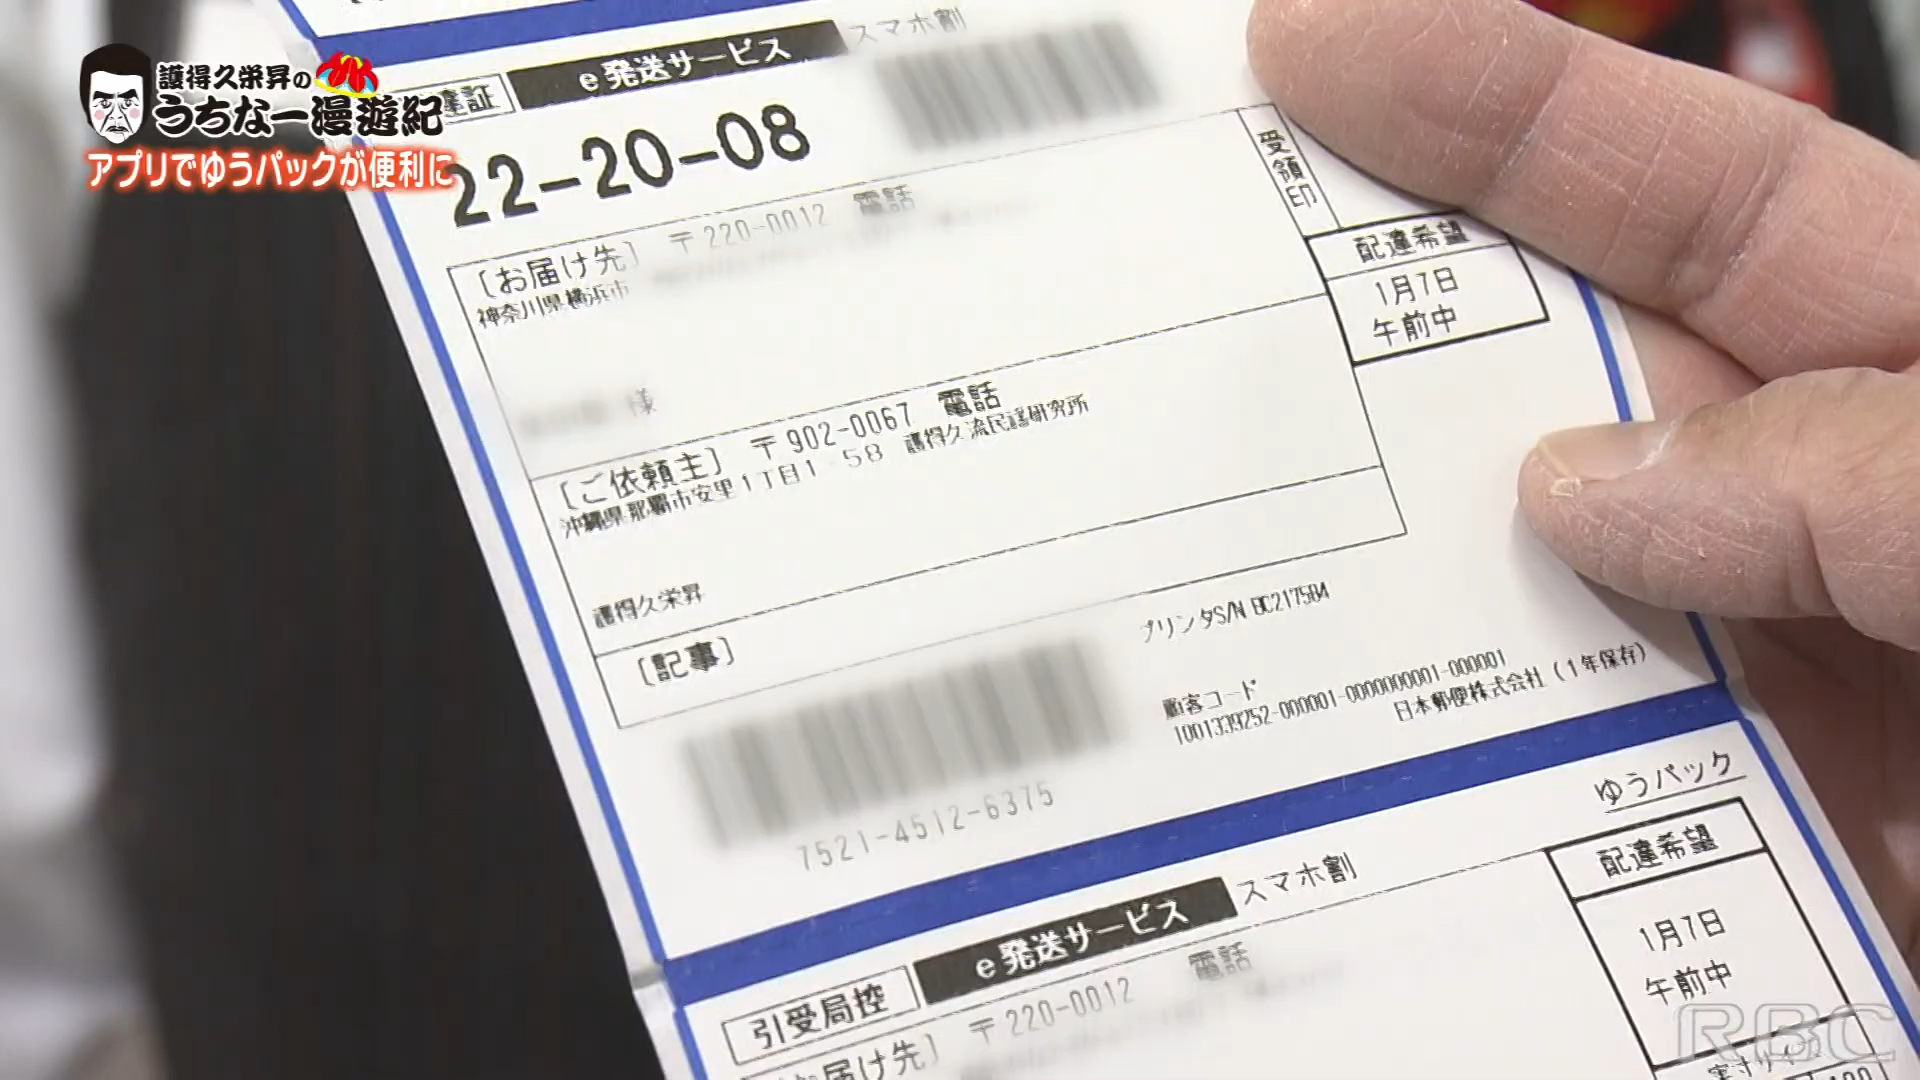 護得久栄昇の
うちなー漫遊紀
アプリでゆうパックが便利に
達証
e発送サービス
スマホ割
22-20-08
受領印
配達希望
1月7日
午前中
[お届け先] 〒220-0012 電話
神奈川県横浜市
様
[ご依頼主] 〒902-0067 電話
沖縄県那覇市安里1丁目1-58 護得久流民謡研究所
護得久栄昇
[記事]
プリンタS/N BC217584
顧客コード
1001339252-000001-0000000001-000001
日本郵便株式会社 (1年保存)
7521-4512-6375
ゆうパック
配達希望
1月7日
午前中
引受局控
e発送サービス
スマホ割
お届け先] 〒220-0012 電話
RBC